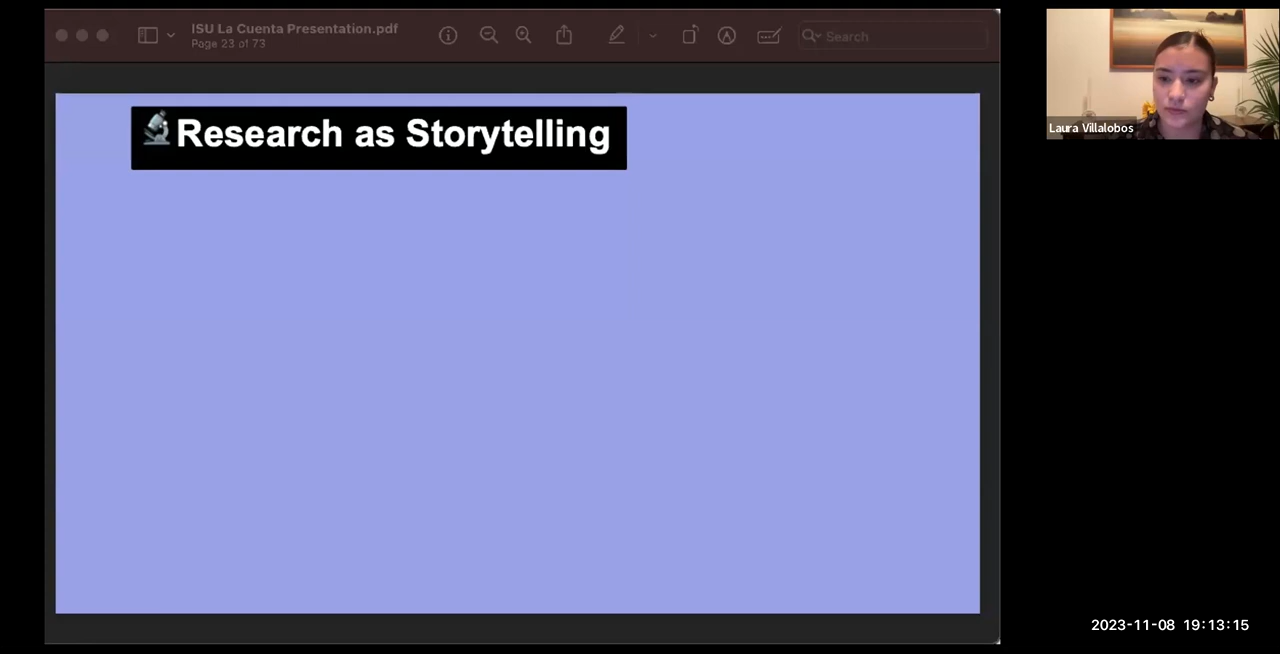 ISU La Cuenta Presentation.pdf
Page 23 of 73
Search
Research as Storytelling
Laura Villalobos
2023-11-08 19:13:15